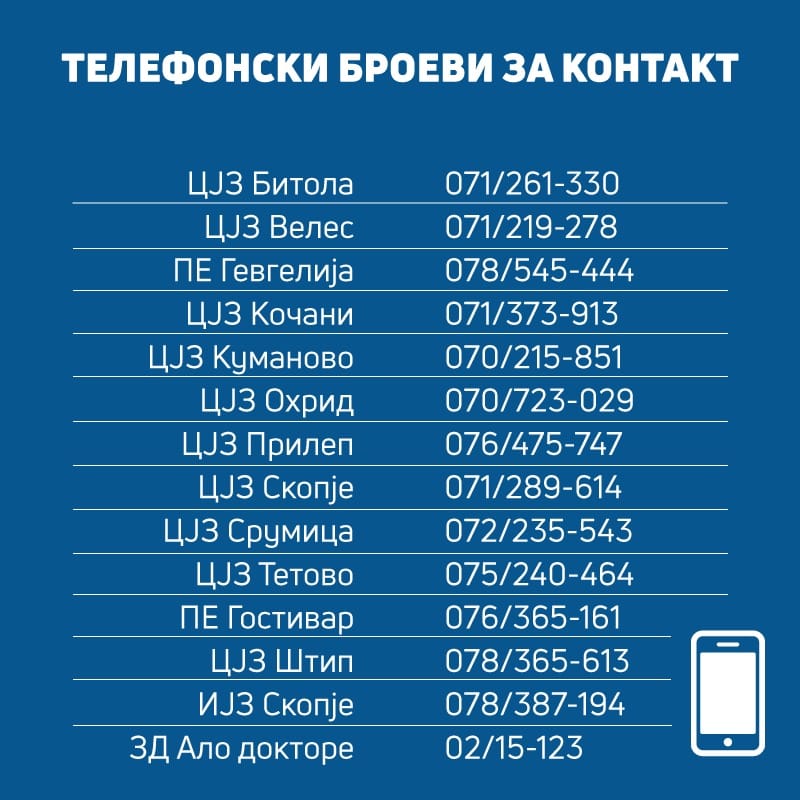 ТЕЛЕФОНСКИ БРОЕВИ ЗА КОНТАКТ
ЦЈЗ Битола 071/261-330
ЦЈЗ Велес 071/219-278
ПЕ Гевгелија 078/545-444
ЦЈЗ Кочани 071/373-913
ЦЈЗ Куманово 070/215-851
ЦЈЗ Охрид 070/723-029
ЦЈЗ Прилеп 076/475-747
ЦЈЗ Скопје 071/289-614
ЦЈЗ Срумица 072/235-543
ЦЈЗ Тетово 075/240-464
ПЕ Гостивар 076/365-161
ЦЈЗ Штип 078/365-613
ИЈЗ Скопје 078/387-194
ЗД Ало докторе 02/15-123